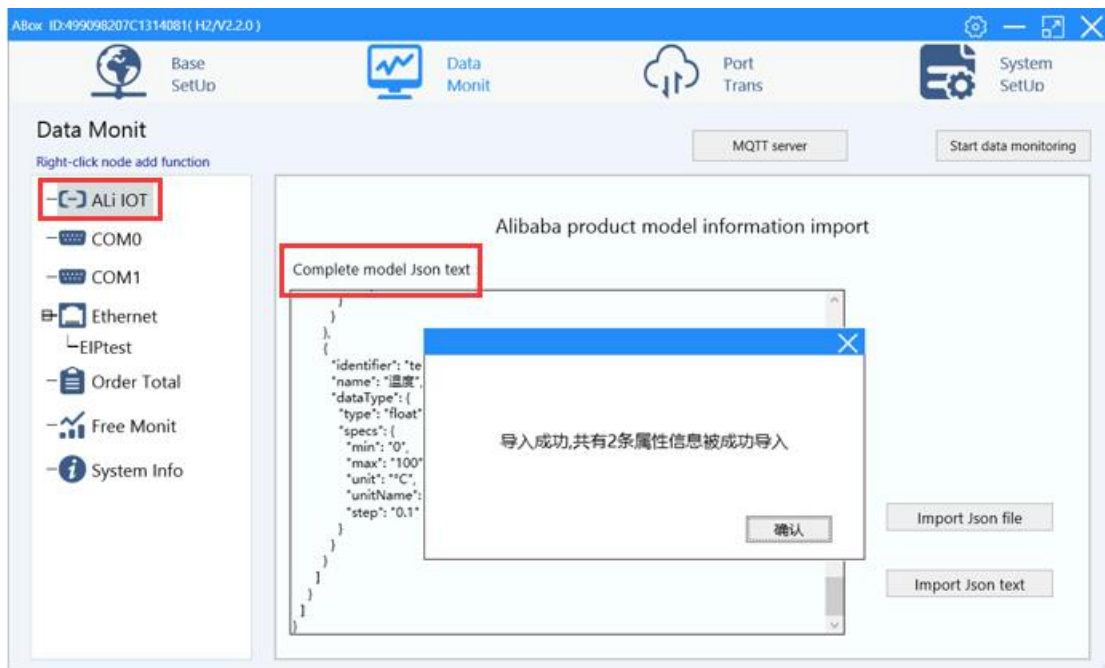 ABox ID:499098207C1314081( H2/V2.2.0 )
Base
SetUp
Data
Monit
Port
Trans
System
SetUp
Data Monit
MQTT server
Start data monitoring
Right-click node add function
ALi IOT
COM0
COM1
Ethernet
EIPtest
Order Total
Free Monit
System Info
Alibaba product model information import
Complete model Json text :
}
}
},
{
"identifier": "te
"name": "温度",
"dataType": {
"type": "float"
"specs": {
"min": "0",
"max": "100"
"unit": "°C",
"unitName":
"step": "0.1"
}
}
}
]
}
]
}
导入成功,共有2条属性信息被成功导入
确认
Import Json file
Import Json text